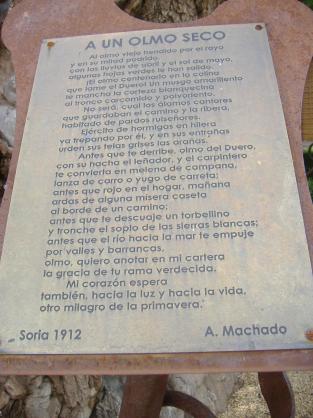 A UN OLMO SECO
Al olmo viejo hendido por el rayo
y en su mitad podrido,
con las lluvias de abril y el sol de mayo,
algunas hojas verdes le han salido.
¡El olmo centenario en la colina
que lame el Duero! Un musgo amarillento
le mancha la corteza blanquecina
al tronco carcomido y polvoriento.
No será, cual los álamos cantores
que guardaban el camino y la ribera,
habitado de pardos ruiseñores.
Ejército de hormigas en hilera
va trepando por él, y en sus entrañas
urden sus telas grises las arañas.
Antes que te derribe, olmo del Duero,
con su hacha el leñador, y el carpintero
te convierta en melena de campana,
lanza de carro o yugo de carreta;
antes que rojo en el hogar, mañana
ardas de alguna misera caseta
al borde de un camino;
antes que te descuaje un torbellino
y tronche el soplo de las sierras blancas;
antes que el río hacia la mar te empuje
por valles y barrancas,
olmo, quiero anotar en mi cartera
la gracia de tu rama verdecida.
Mi corazón espera
también, hacia la luz y hacia la vida,
otro milagro de la primavera.
Soria 1912 A. Machado